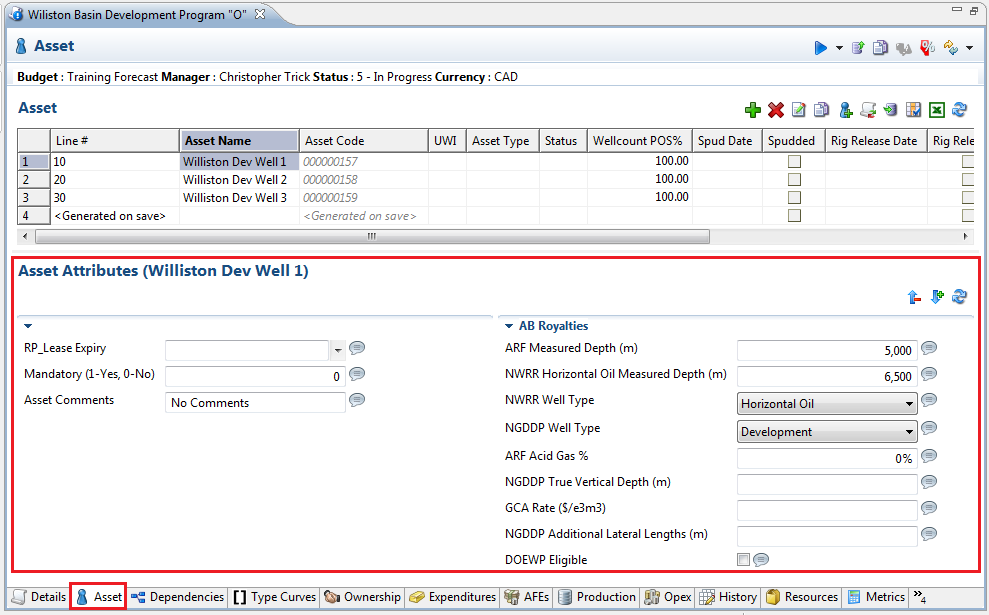 Wiliston Basin Development Program "O"
Asset
Budget : Training Forecast Manager : Christopher Trick Status : 5 - In Progress Currency : CAD
Asset
Line # Asset Name Asset Code UWI Asset Type Status Wellcount POS% Spud Date Spudded Rig Release Date Rig Rele
1 10 Williston Dev Well 1 000000157 100.00
2 20 Williston Dev Well 2 000000158 100.00
3 30 Williston Dev Well 3 000000159 100.00
4 <Generated on save> <Generated on save>
Asset Attributes (Williston Dev Well 1)
AB Royalties
RP_Lease Expiry
ARF Measured Depth (m) 5,000
Mandatory (1-Yes, 0-No) 0
NWRR Horizontal Oil Measured Depth (m) 6,500
Asset Comments No Comments
NWRR Well Type Horizontal Oil
NGDDP Well Type Development
ARF Acid Gas % 0%
NGDDP True Vertical Depth (m)
GCA Rate ($/e3m3)
NGDDP Additional Lateral Lengths (m)
DOEWP Eligible
Details Asset Dependencies Type Curves Ownership Expenditures AFEs Production Opex History Resources Metrics »4